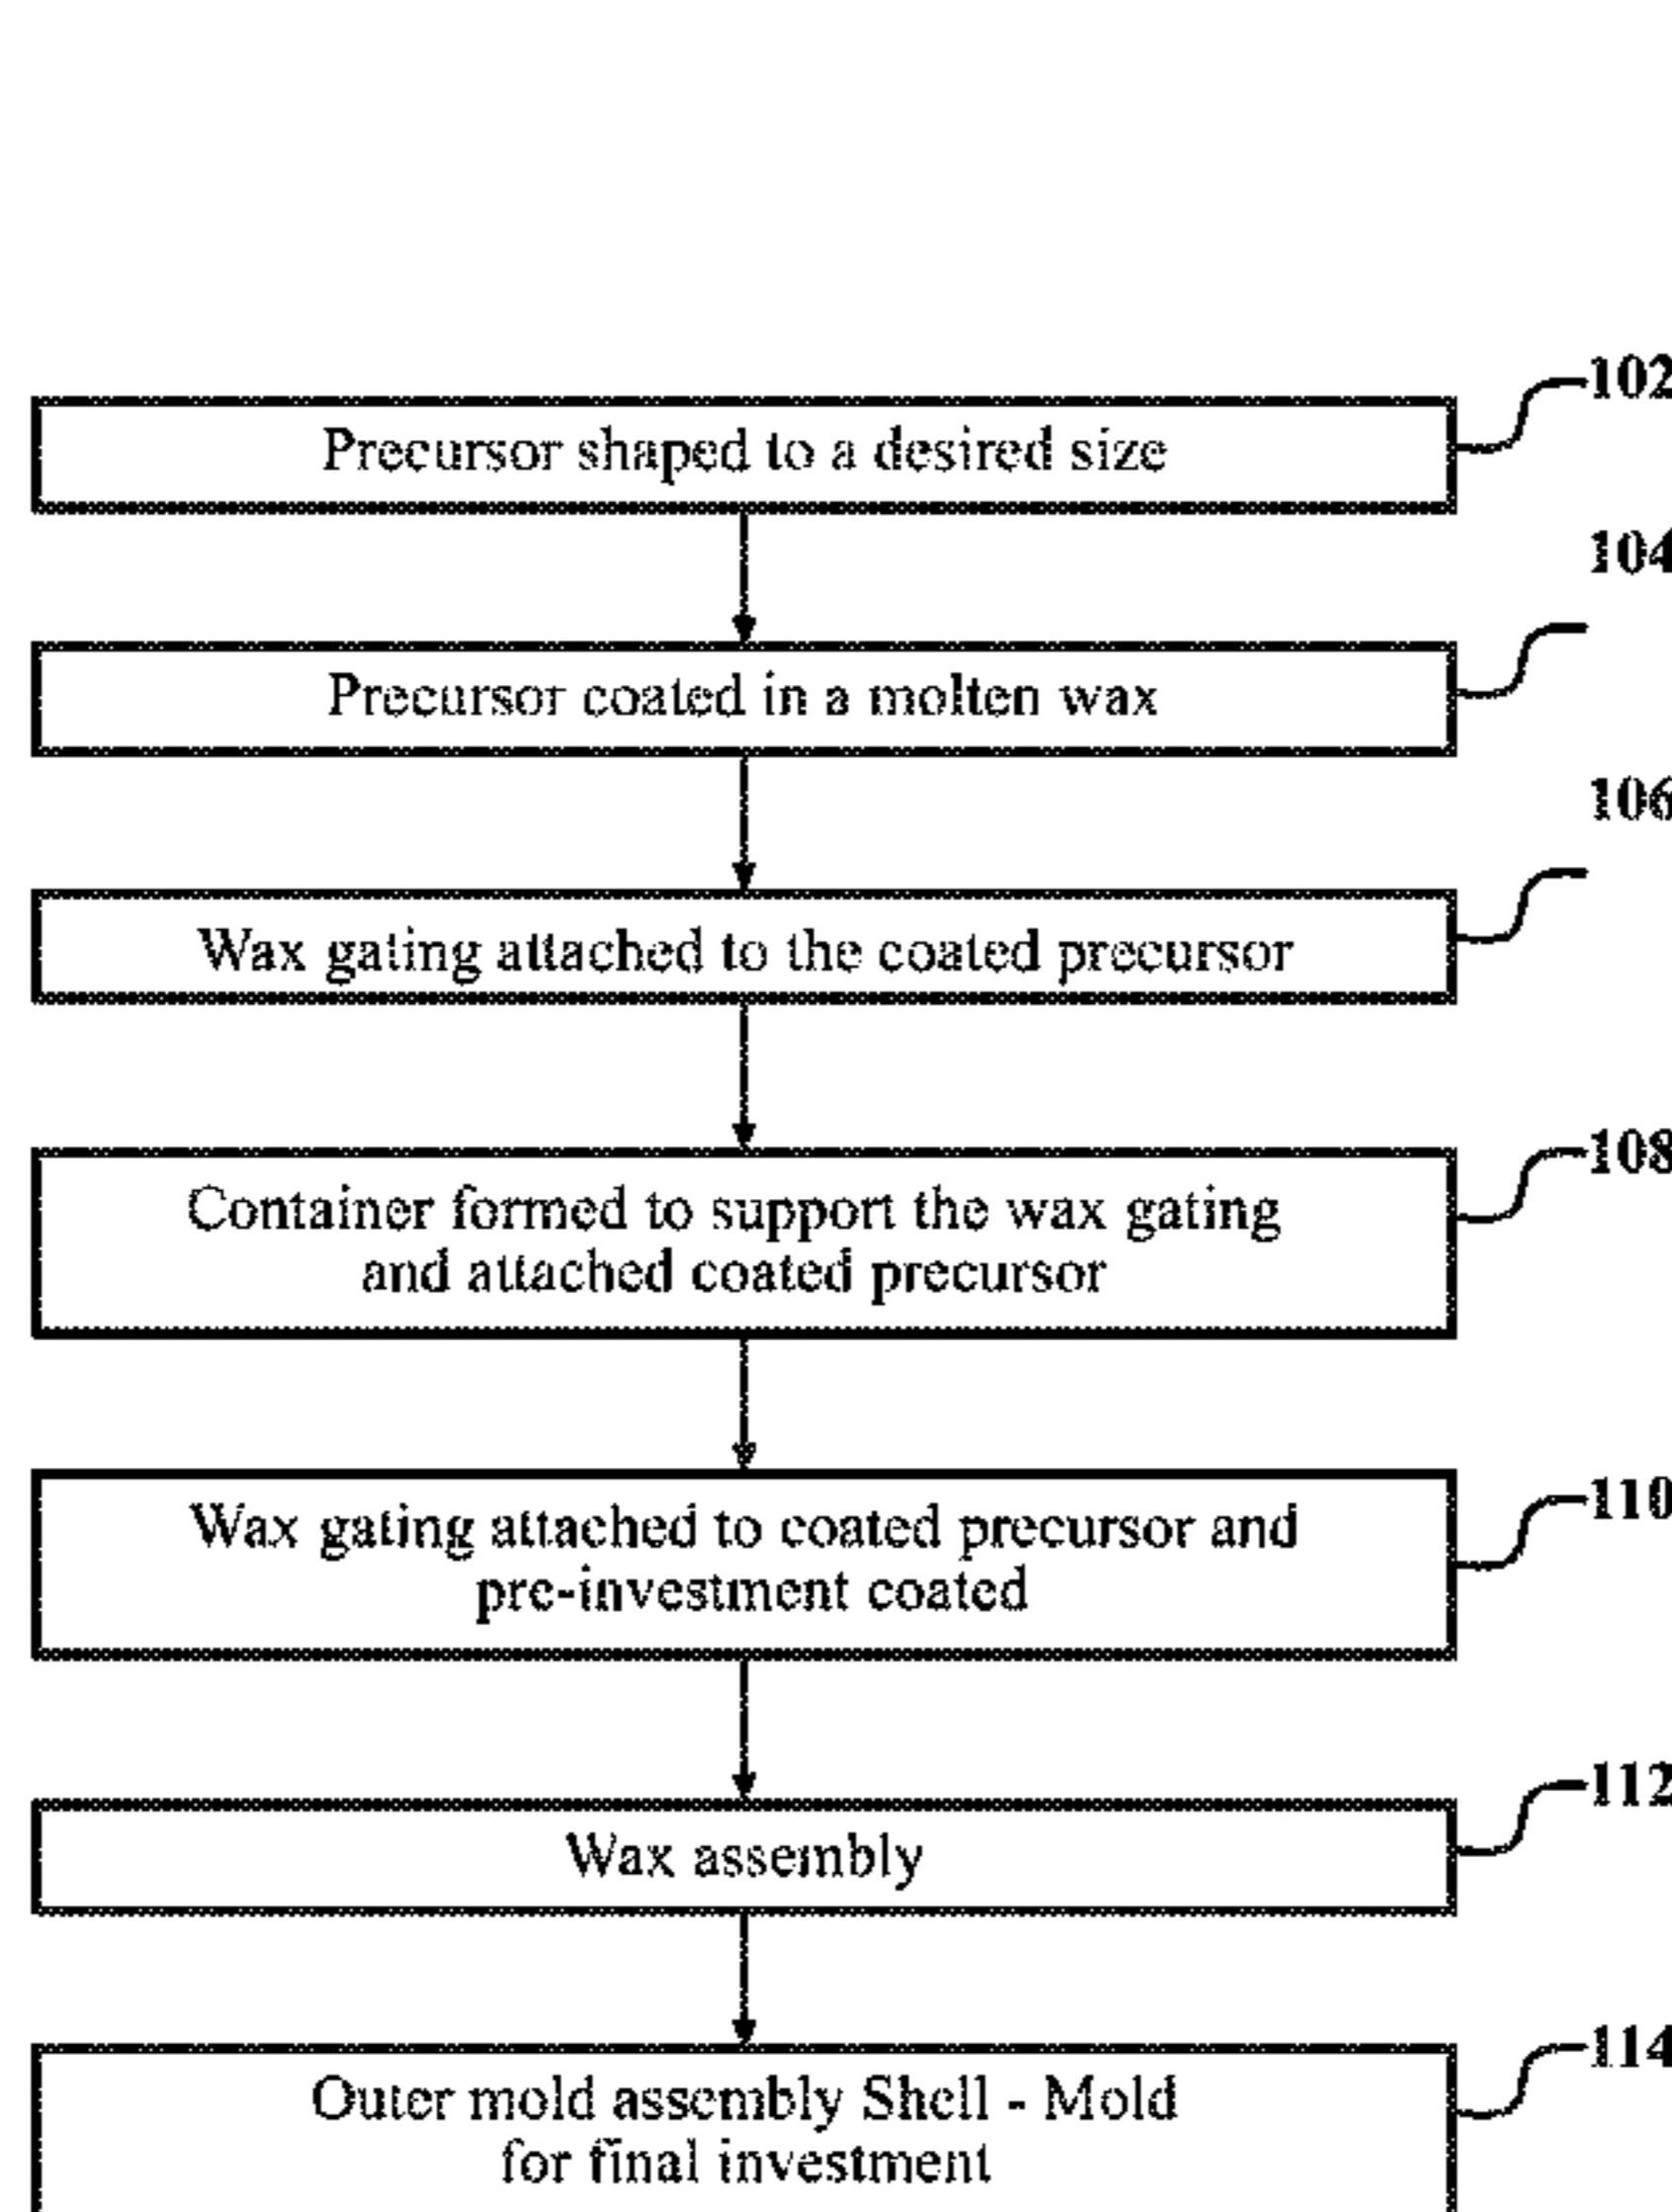 102
Precursor shaped to a desired size
104
Precursor coated in a molten wax
106
Wax gating attached to the coated precursor
108
Container formed to support the wax gating
and attached coated precursor
110
Wax gating attached to coated precursor and
pre-investment coated
112
Wax assembly
114
Outer mold assembly Shell - Mold
for final investment